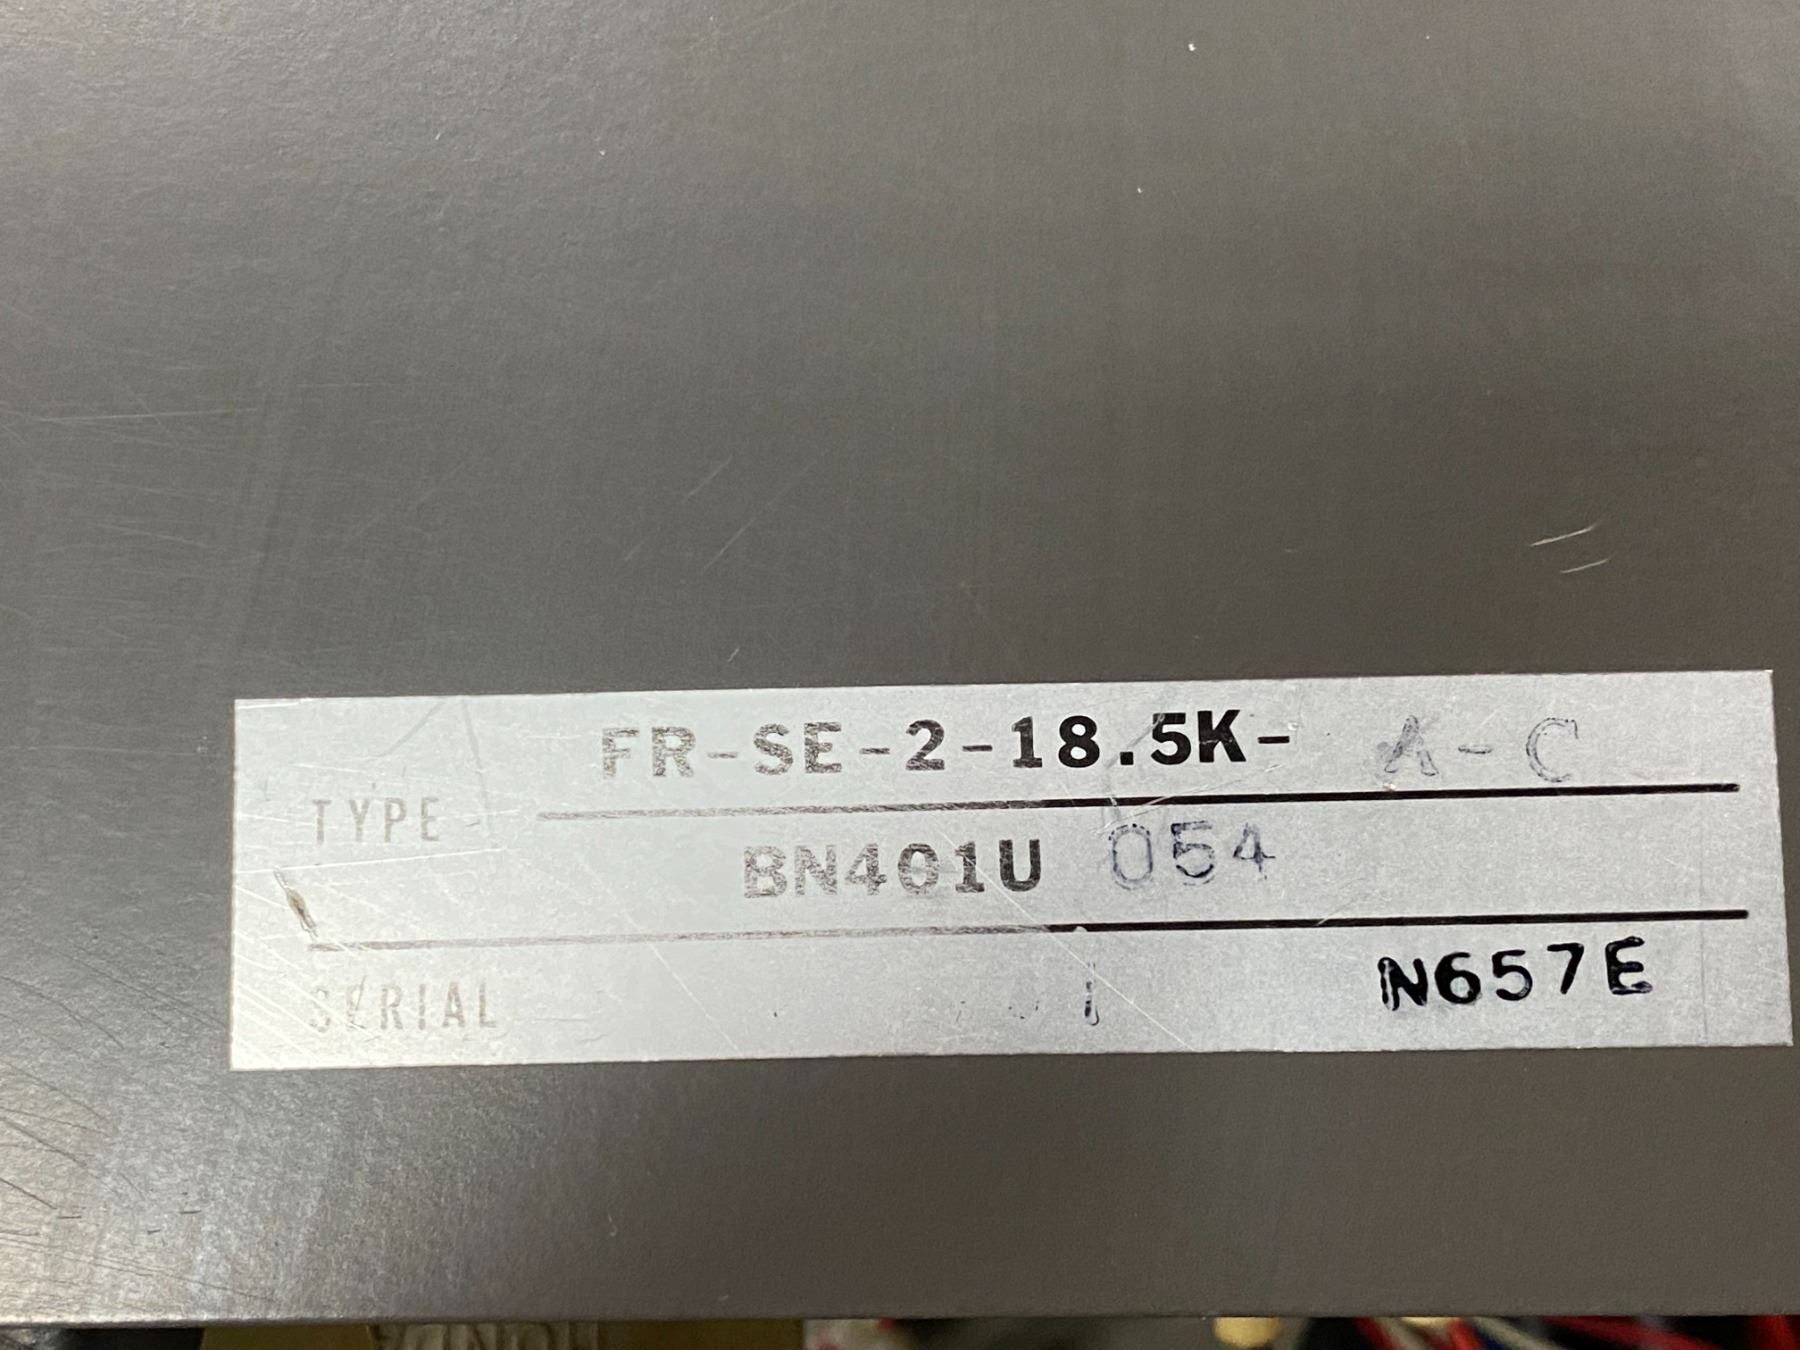 FR-SE-2-18.5K- A-C
TYPE
BN401U 054
SERIAL N657E